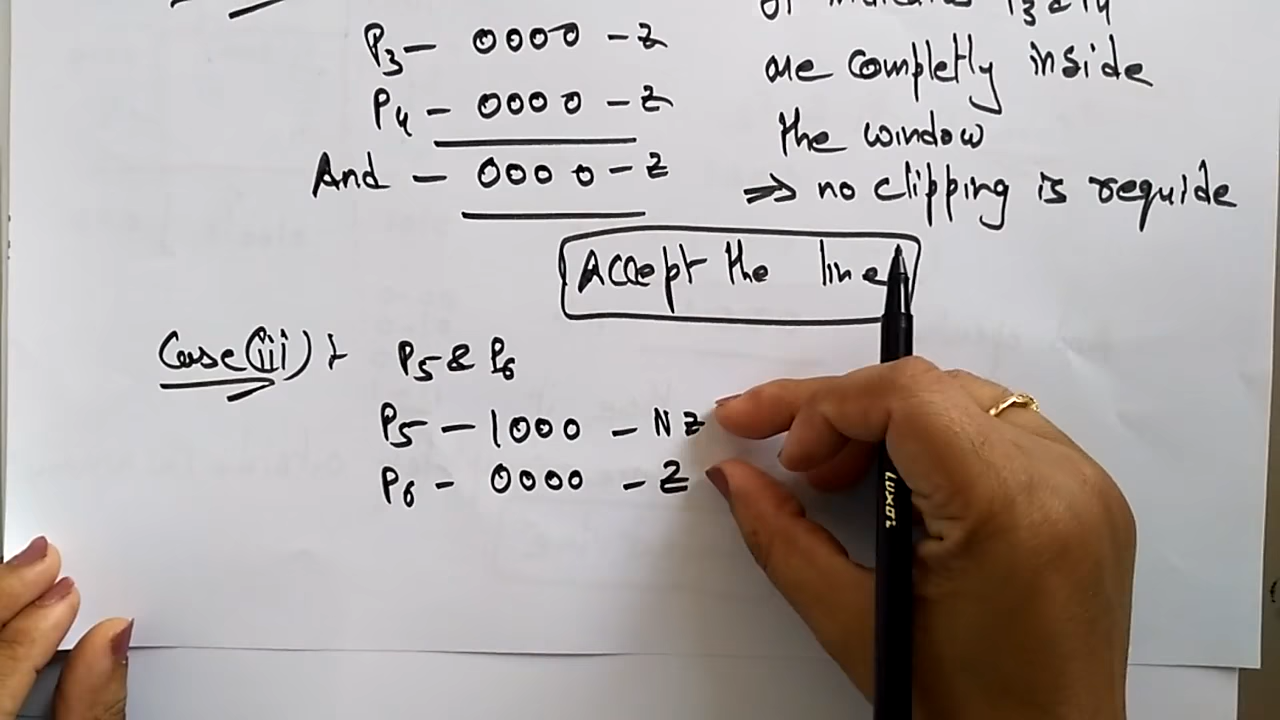 P3 - 0000 - Z
P4 - 0000 - Z
And - 0000 - Z
are completly inside
the window
⇒ no clipping is requide
Accept the line
Case(iii) :- P5 & P6
P5 - 1000 - NZ
P6 - 0000 - Z
LUXOR